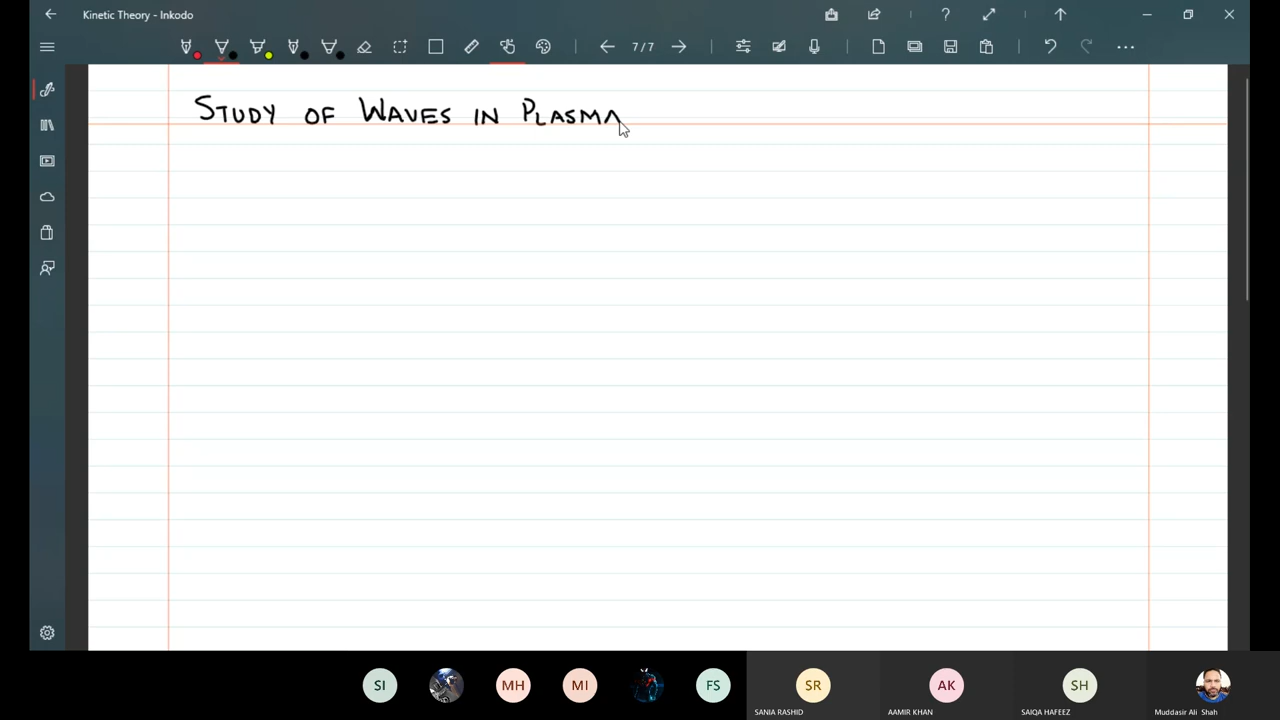 Kinetic Theory - Inkodo
7/7
STUDY OF WAVES IN PLASMA
SI
MH
MI
FS
SR
AK
SH
SANIA RASHID
AAMIR KHAN
SAIQA HAFEEZ
Muddasir Ali Shah